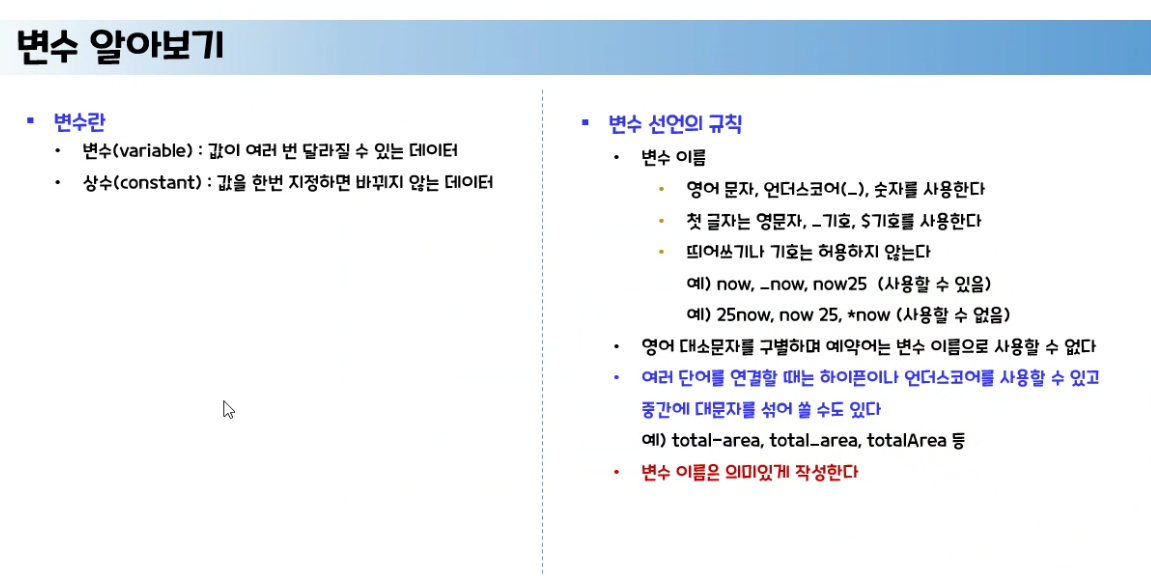 변수 알아보기
변수란
변수(variable) : 값이 여러 번 달라질 수 있는 데이터
상수(constant) : 값을 한번 지정하면 바뀌지 않는 데이터
변수 선언의 규칙
변수 이름
영어 문자, 언더스코어(_), 숫자를 사용한다
첫 글자는 영문자, _기호, $기호를 사용한다
띄어쓰기나 기호는 허용하지 않는다
예) now, _now, now25 (사용할 수 있음)
예) 25now, now 25, *now (사용할 수 없음)
영어 대소문자를 구별하며 예약어는 변수 이름으로 사용할 수 없다
여러 단어를 연결할 때는 하이픈이나 언더스코어를 사용할 수 있고
중간에 대문자를 섞어 쓸 수도 있다
예) total-area, total_area, totalArea 등
변수 이름은 의미있게 작성한다